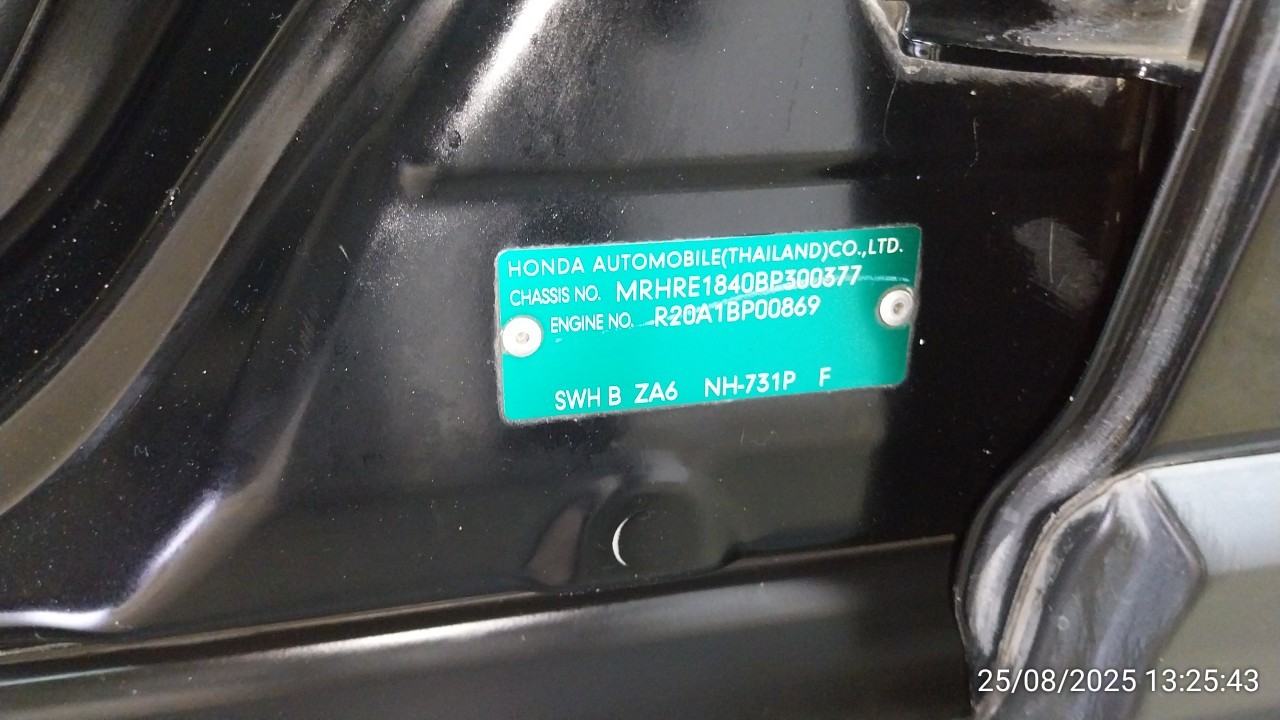 HONDA AUTOMOBILE(THAILAND)CO.,LTD.
CHASSIS NO. MRHRE1840BP300377
ENGINE NO. R20A1BP00869
SWH B ZA6 NH-731P F
25/08/2025 13:25:43